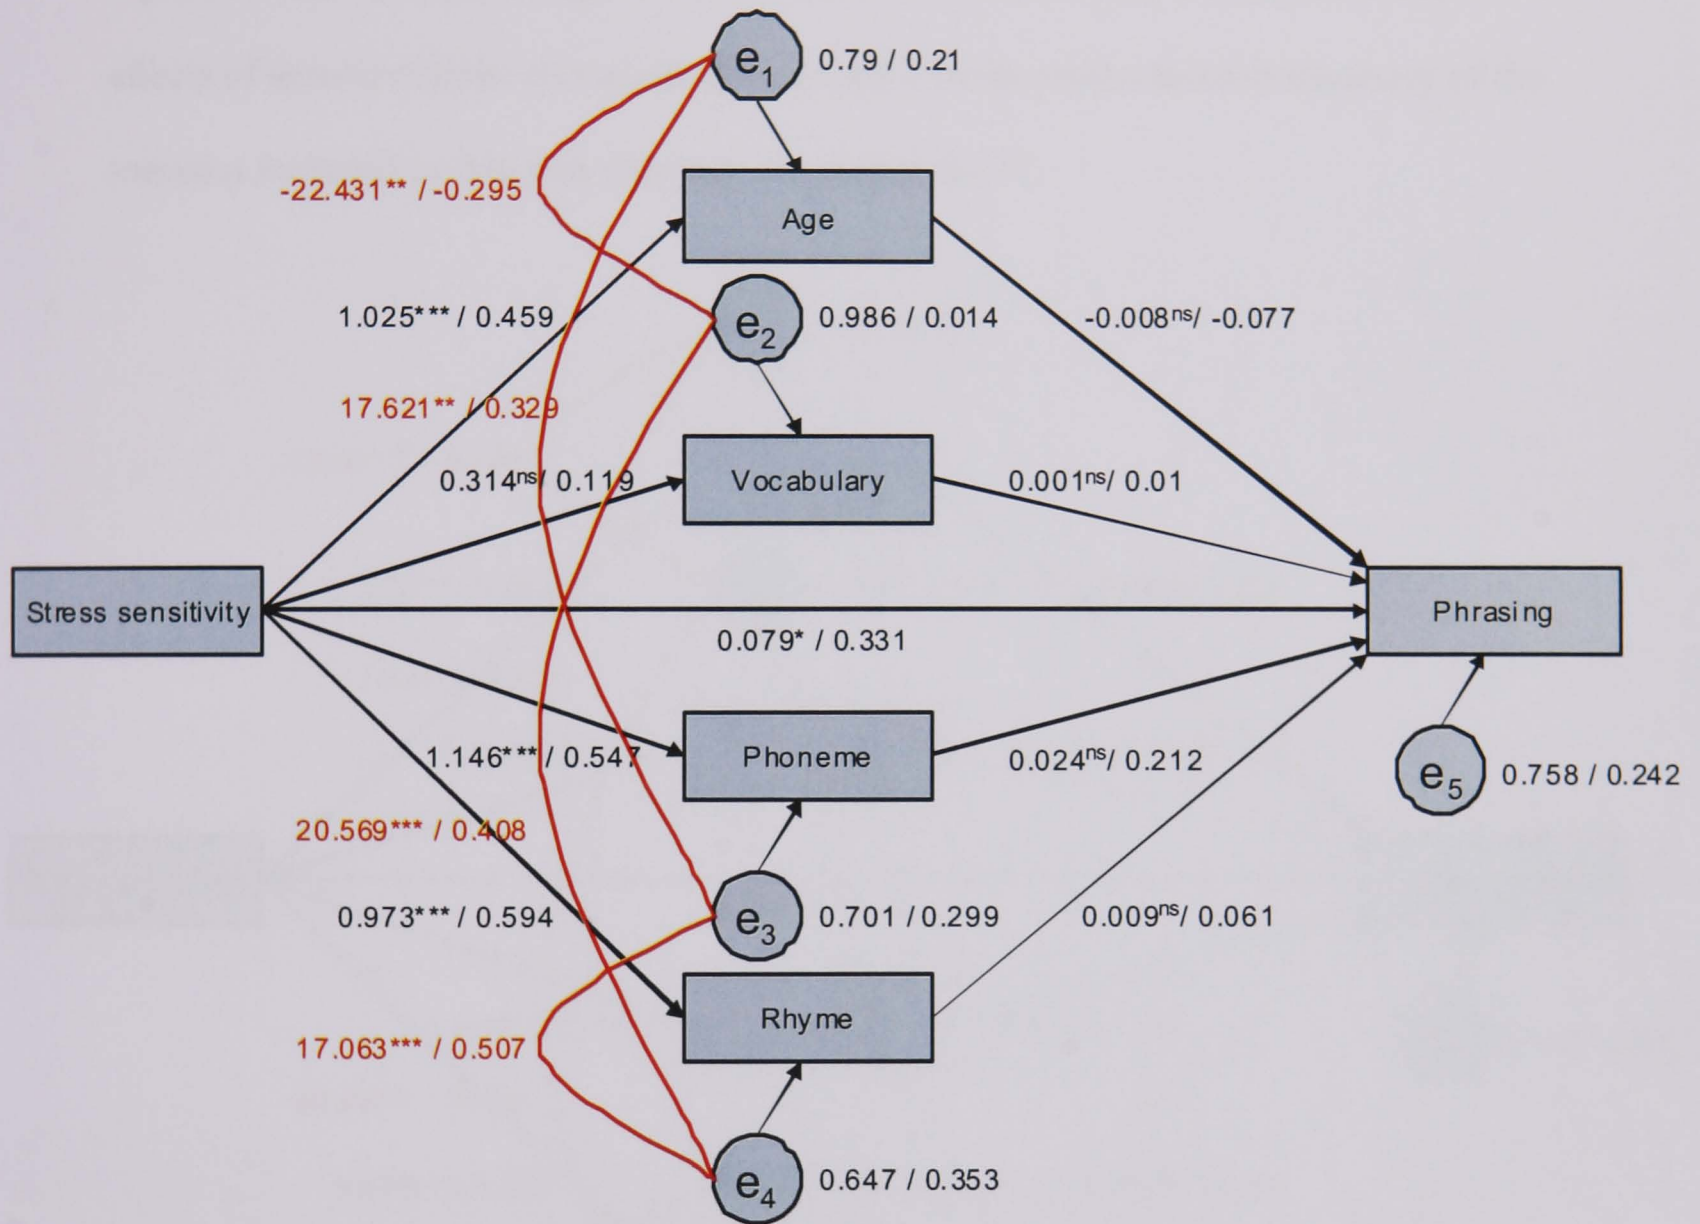 e1 0.79 / 0.21
-22.431** / -0.295
Age
1.025*** / 0.459
e2 0.986 / 0.014
-0.008ns/ -0.077
17.621** / 0.329
0.314ns/ 0.119
Vocabulary
0.001ns/ 0.01
Stress sensitivity
Phrasing
0.079* / 0.331
1.146*** / 0.547
Phoneme
0.024ns/ 0.212
e5 0.758 / 0.242
20.569*** / 0.408
0.973*** / 0.594
e3 0.701 / 0.299
0.009ns/ 0.061
Rhyme
17.063*** / 0.507
e4 0.647 / 0.353